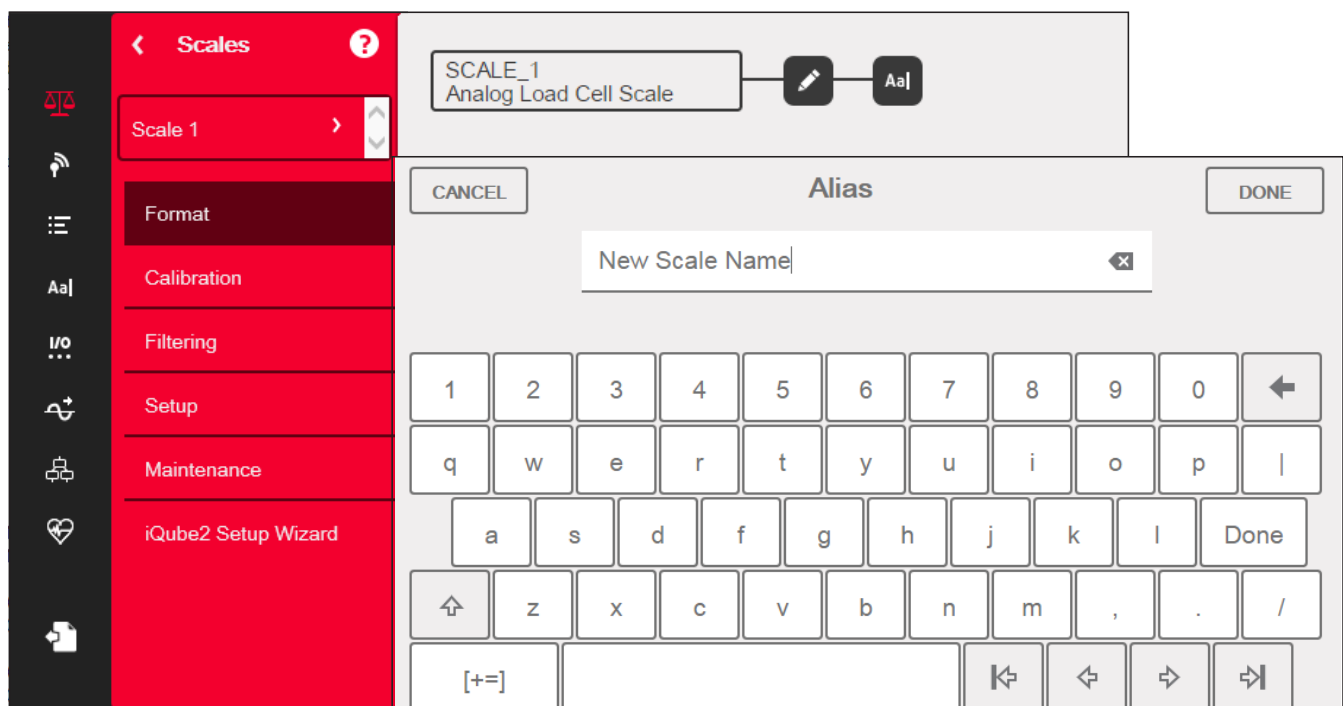 Scales ?
Scale 1
Format
Calibration
Filtering
Setup
Maintenance
iQube2 Setup Wizard
Aa|
I/O
SCALE_1
Analog Load Cell Scale
Aa|
CANCEL Alias DONE
New Scale Name
1 2 3 4 5 6 7 8 9 0
q w e r t y u i o p |
a s d f g h j k l Done
z x c v b n m , . /
[+=]